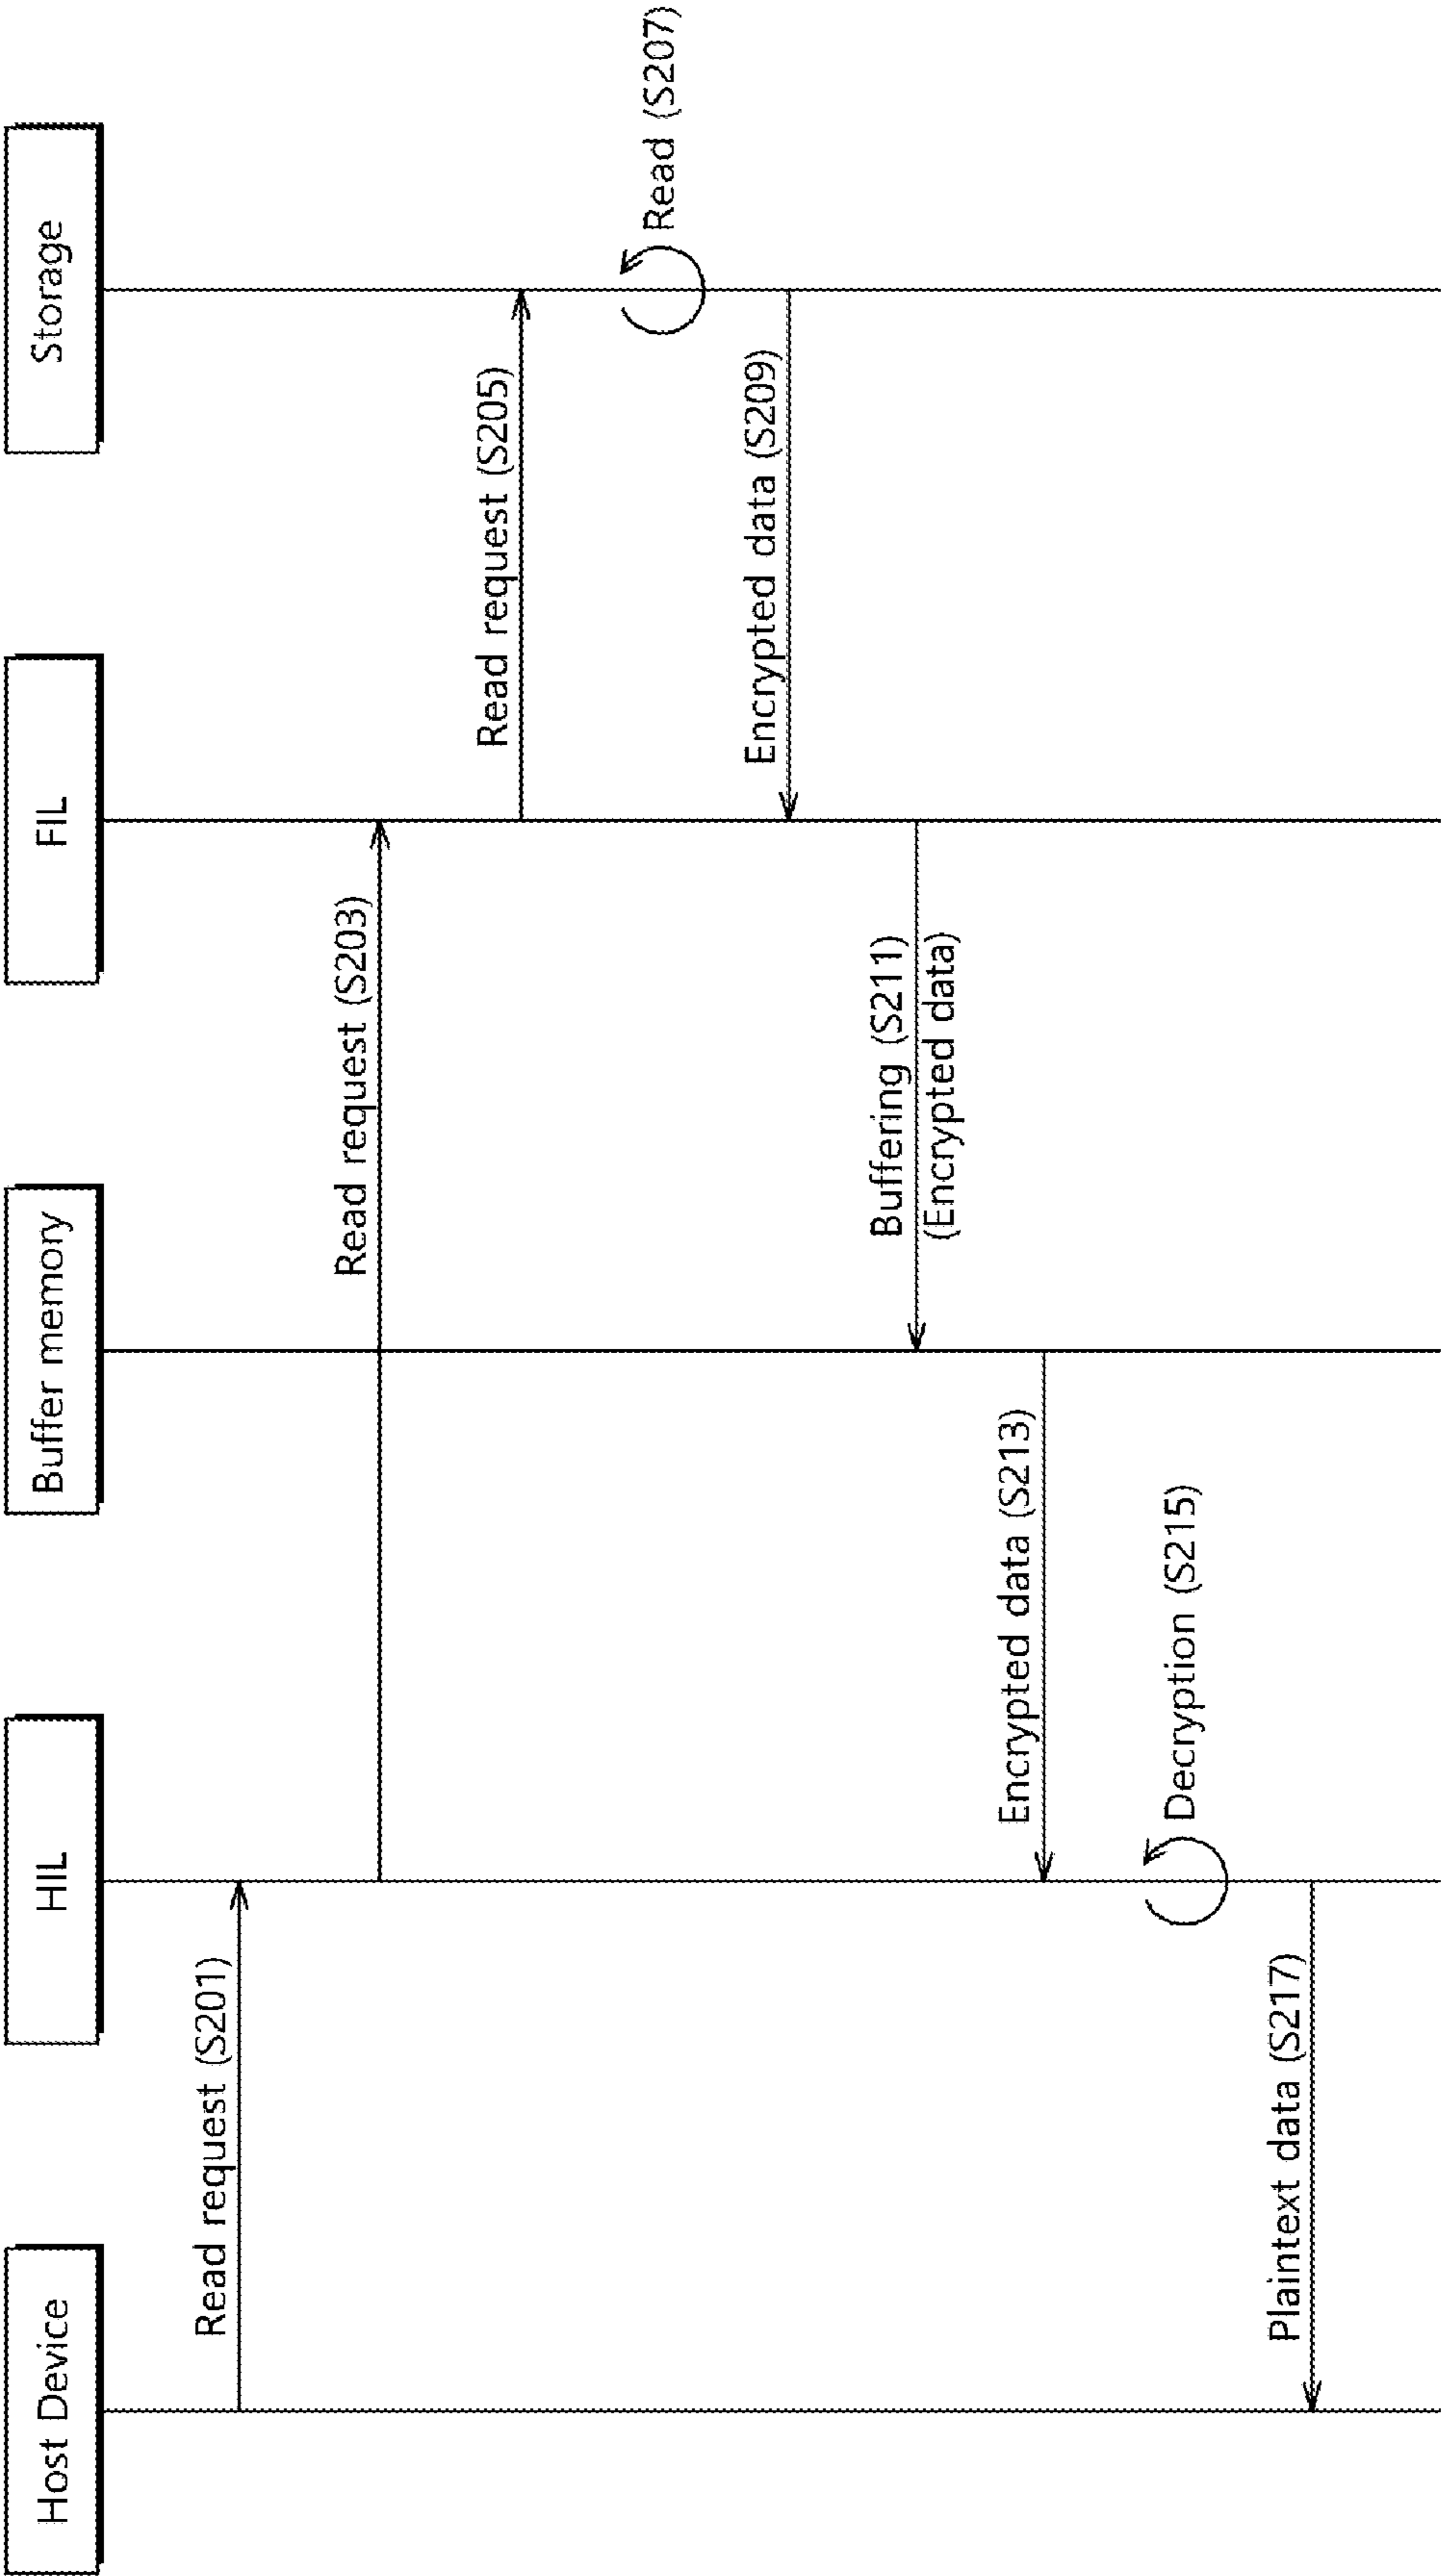 Host Device
HIL
Buffer memory
FIL
Storage
Read request (S201)
Read request (S203)
Read request (S205)
Read (S207)
Encrypted data (S209)
Buffering (S211)
(Encrypted data)
Encrypted data (S213)
Decryption (S215)
Plaintext data (S217)